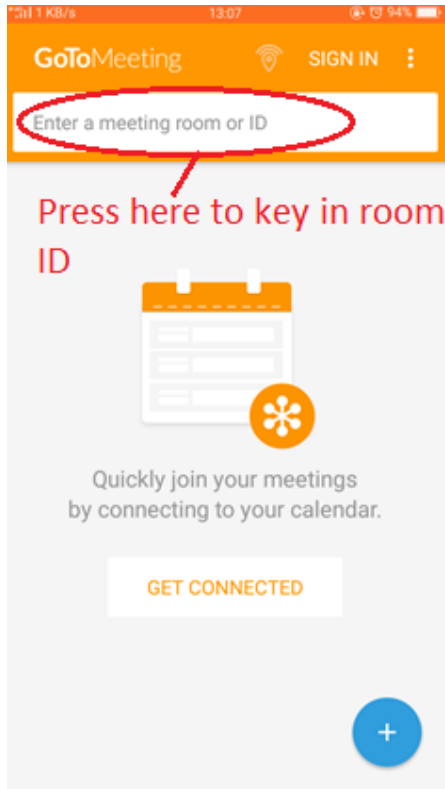 1 KB/s 13:07 94%
GoToMeeting SIGN IN
Enter a meeting room or ID
Press here to key in room
ID
Quickly join your meetings
by connecting to your calendar.
GET CONNECTED
+